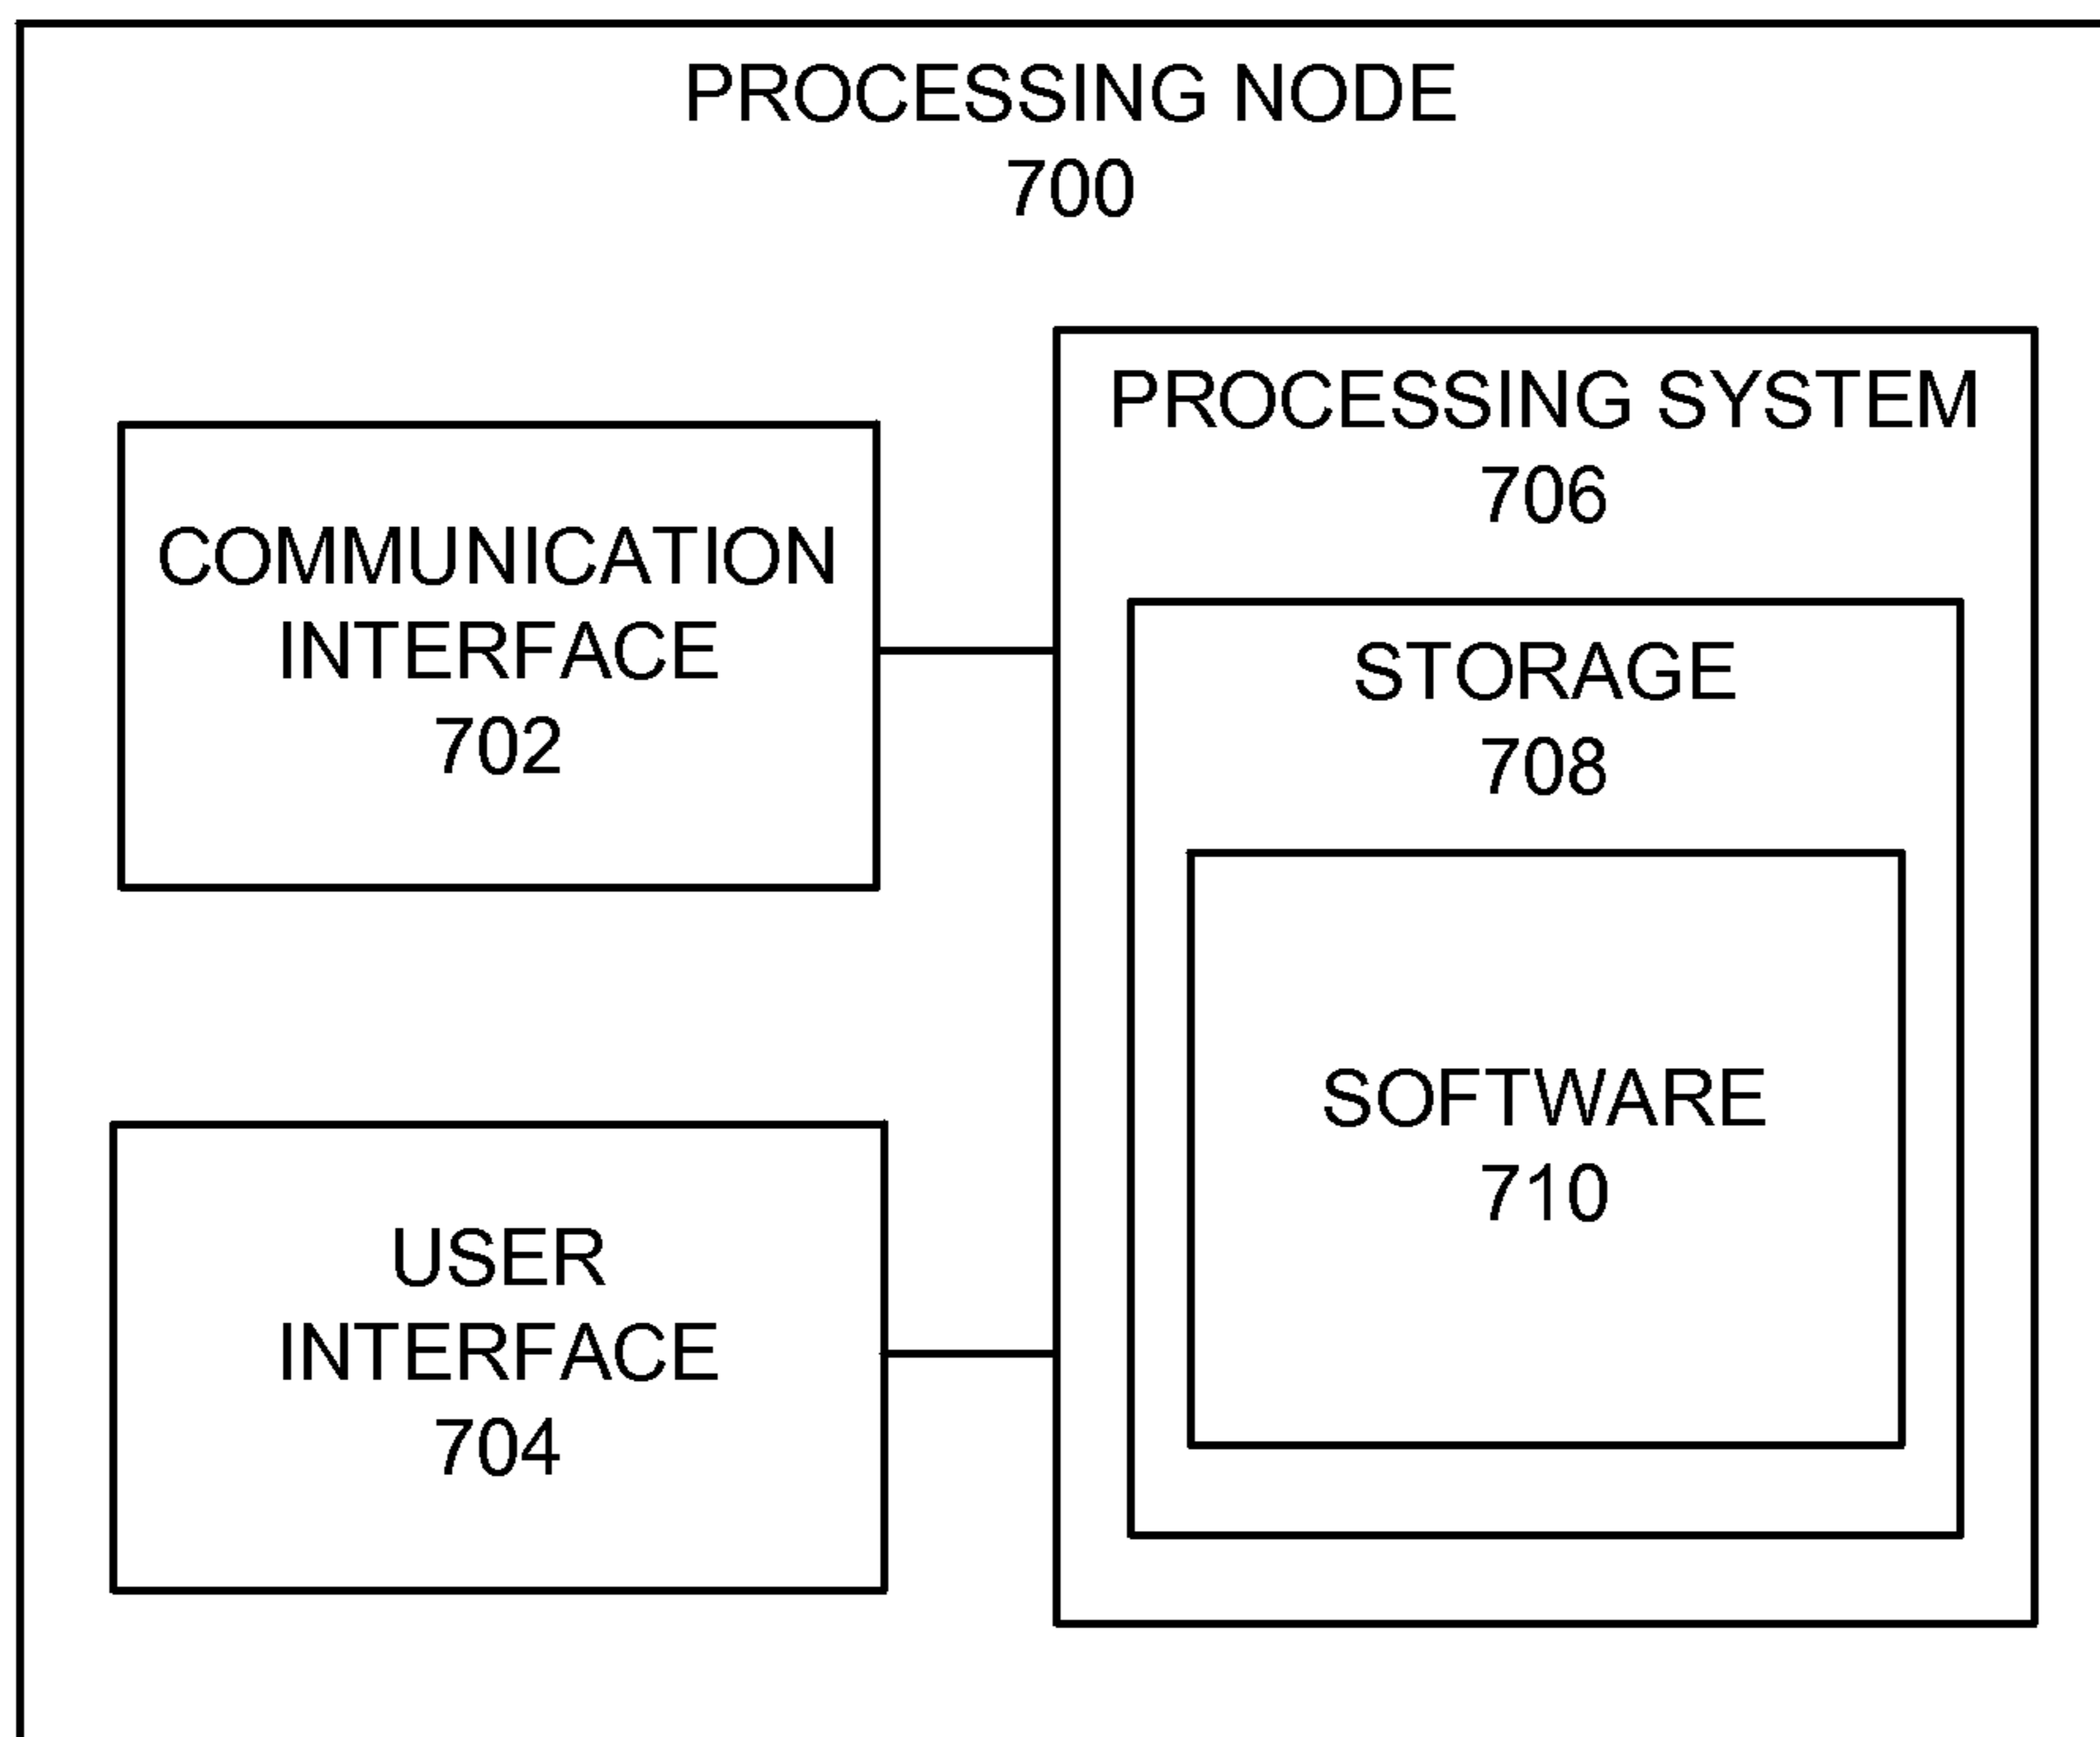 PROCESSING NODE
700
COMMUNICATION
INTERFACE
702
USER
INTERFACE
704
PROCESSING SYSTEM
706
STORAGE
708
SOFTWARE
710